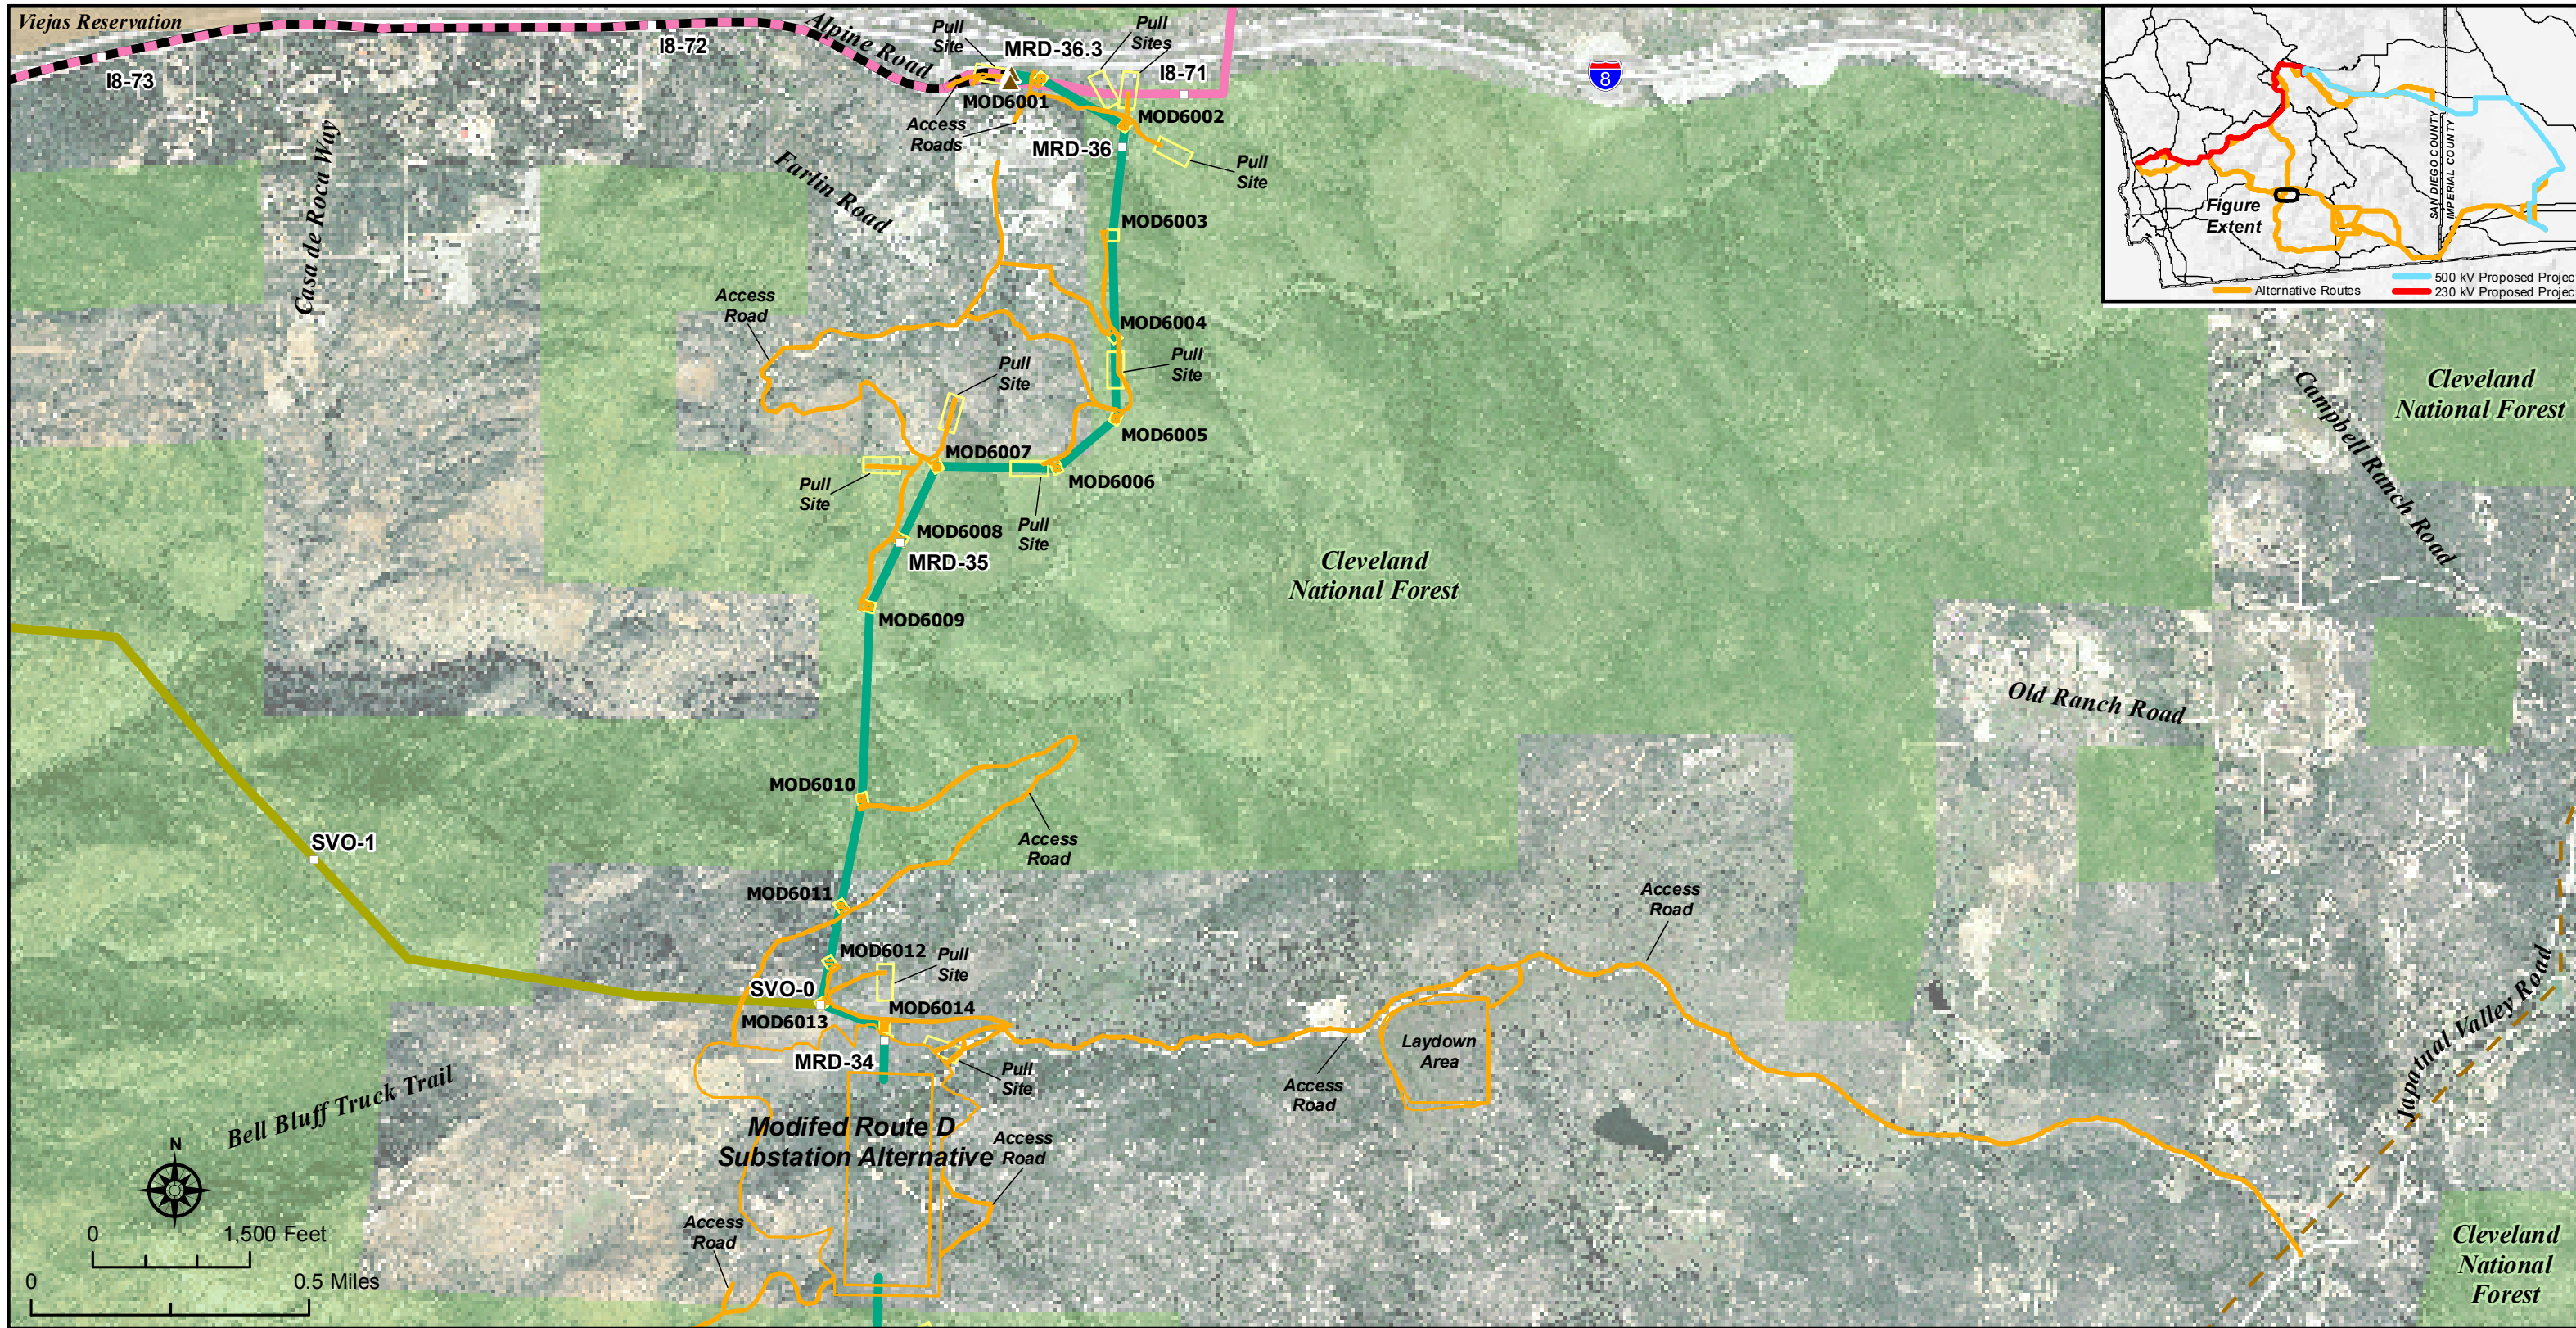 Viejas Reservation
I8-73
I8-72
Alpine Road
Pull
Site
MRD-36.3
Pull
Sites
I8-71
8
MOD6001
MOD6002
Access
Roads
MRD-36
Pull
Site
Casa de Roca Way
Farlin Road
MOD6003
Access
Road
MOD6004
Pull
Site
Pull
Site
MOD6005
MOD6007
MOD6006
Pull
Site
Pull
Site
MOD6008
MRD-35
MOD6009
Cleveland
National Forest
Cleveland
National Forest
Campbell Ranch Road
Old Ranch Road
MOD6010
Access
Road
SVO-1
MOD6011
MOD6012
Pull
Site
SVO-0
MOD6013
MOD6014
MRD-34
Pull
Site
Access
Road
Access
Road
Laydown
Area
Japatual Valley Road
Bell Bluff Truck Trail
Modifed Route D
Substation Alternative
Access
Road
Access
Road
Cleveland
National
Forest
N
0 1,500 Feet
0 0.5 Miles
SAN DIEGO COUNTY
IMPERIAL COUNTY
Figure
Extent
500 kV Proposed Projec
Alternative Routes
230 kV Proposed Projec